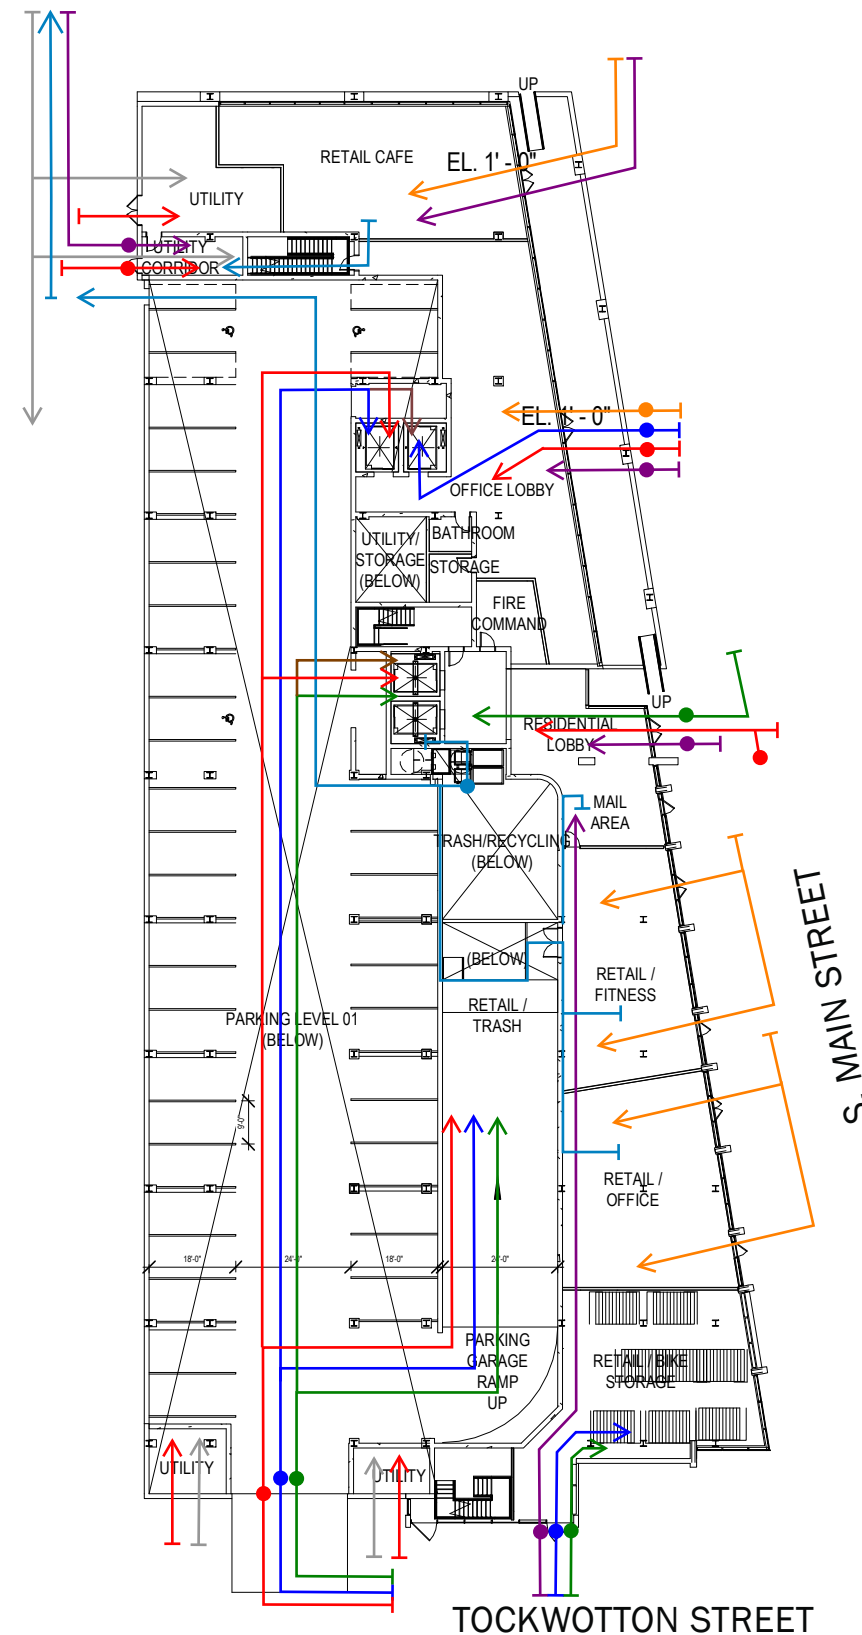 UP
RETAIL CAFE
EL. 1' - 0"
UTILITY
UTILITY
CORRIDOR
EL. 1' - 0"
OFFICE LOBBY
UTILITY/
STORAGE
(BELOW)
BATHROOM
STORAGE
FIRE
COMMAND
UP
RESIDENTIAL
LOBBY
MAIL
AREA
TRASH/RECYCLING
(BELOW)
(BELOW)
RETAIL /
FITNESS
RETAIL /
TRASH
PARKING LEVEL 01
(BELOW)
S. MAIN STREET
9'-0"
RETAIL /
OFFICE
18'-0"
24'-0"
18'-0"
24'-0"
PARKING
GARAGE
RAMP
UP
RETAIL / BIKE
STORAGE
UTILITY
UTILITY
TOCKWOTTON STREET